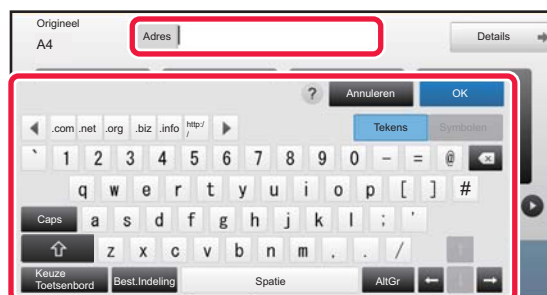 Origineel
A4
Adres
Details
? Annuleren OK
.com .net .org .biz .info http:/
/
Tekens Symbolen
` 1 2 3 4 5 6 7 8 9 0 - = @
q w e r t y u i o p [ ] #
Caps a s d f g h j k l ; '
z x c v b n m , . /
Keuze
Toetsenbord Best.Indeling Spatie AltGr